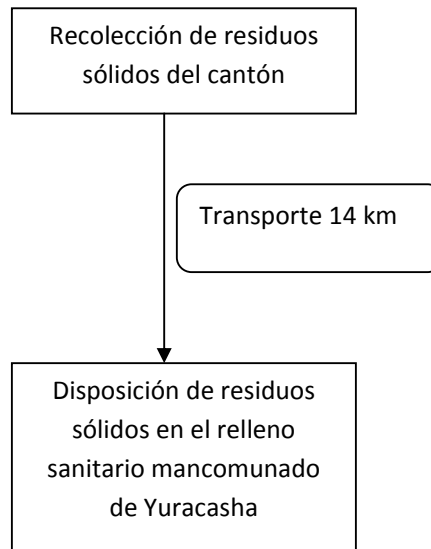 Recolección de residuos
sólidos del cantón
Transporte 14 km
Disposición de residuos
sólidos en el relleno
sanitario mancomunado
de Yuracasha